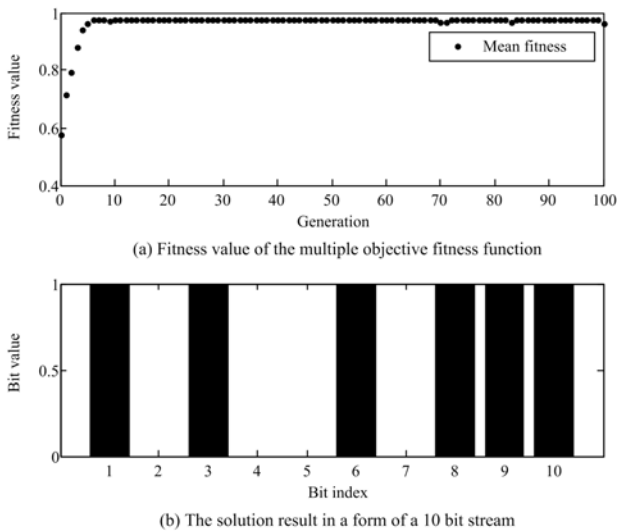 1
0.8
0.6
0.4
Fitness value
Mean fitness
0 10 20 30 40 50 60 70 80 90 100
Generation
(a) Fitness value of the multiple objective fitness function
1
0.5
0
Bit value
1 2 3 4 5 6 7 8 9 10
Bit index
(b) The solution result in a form of a 10 bit stream